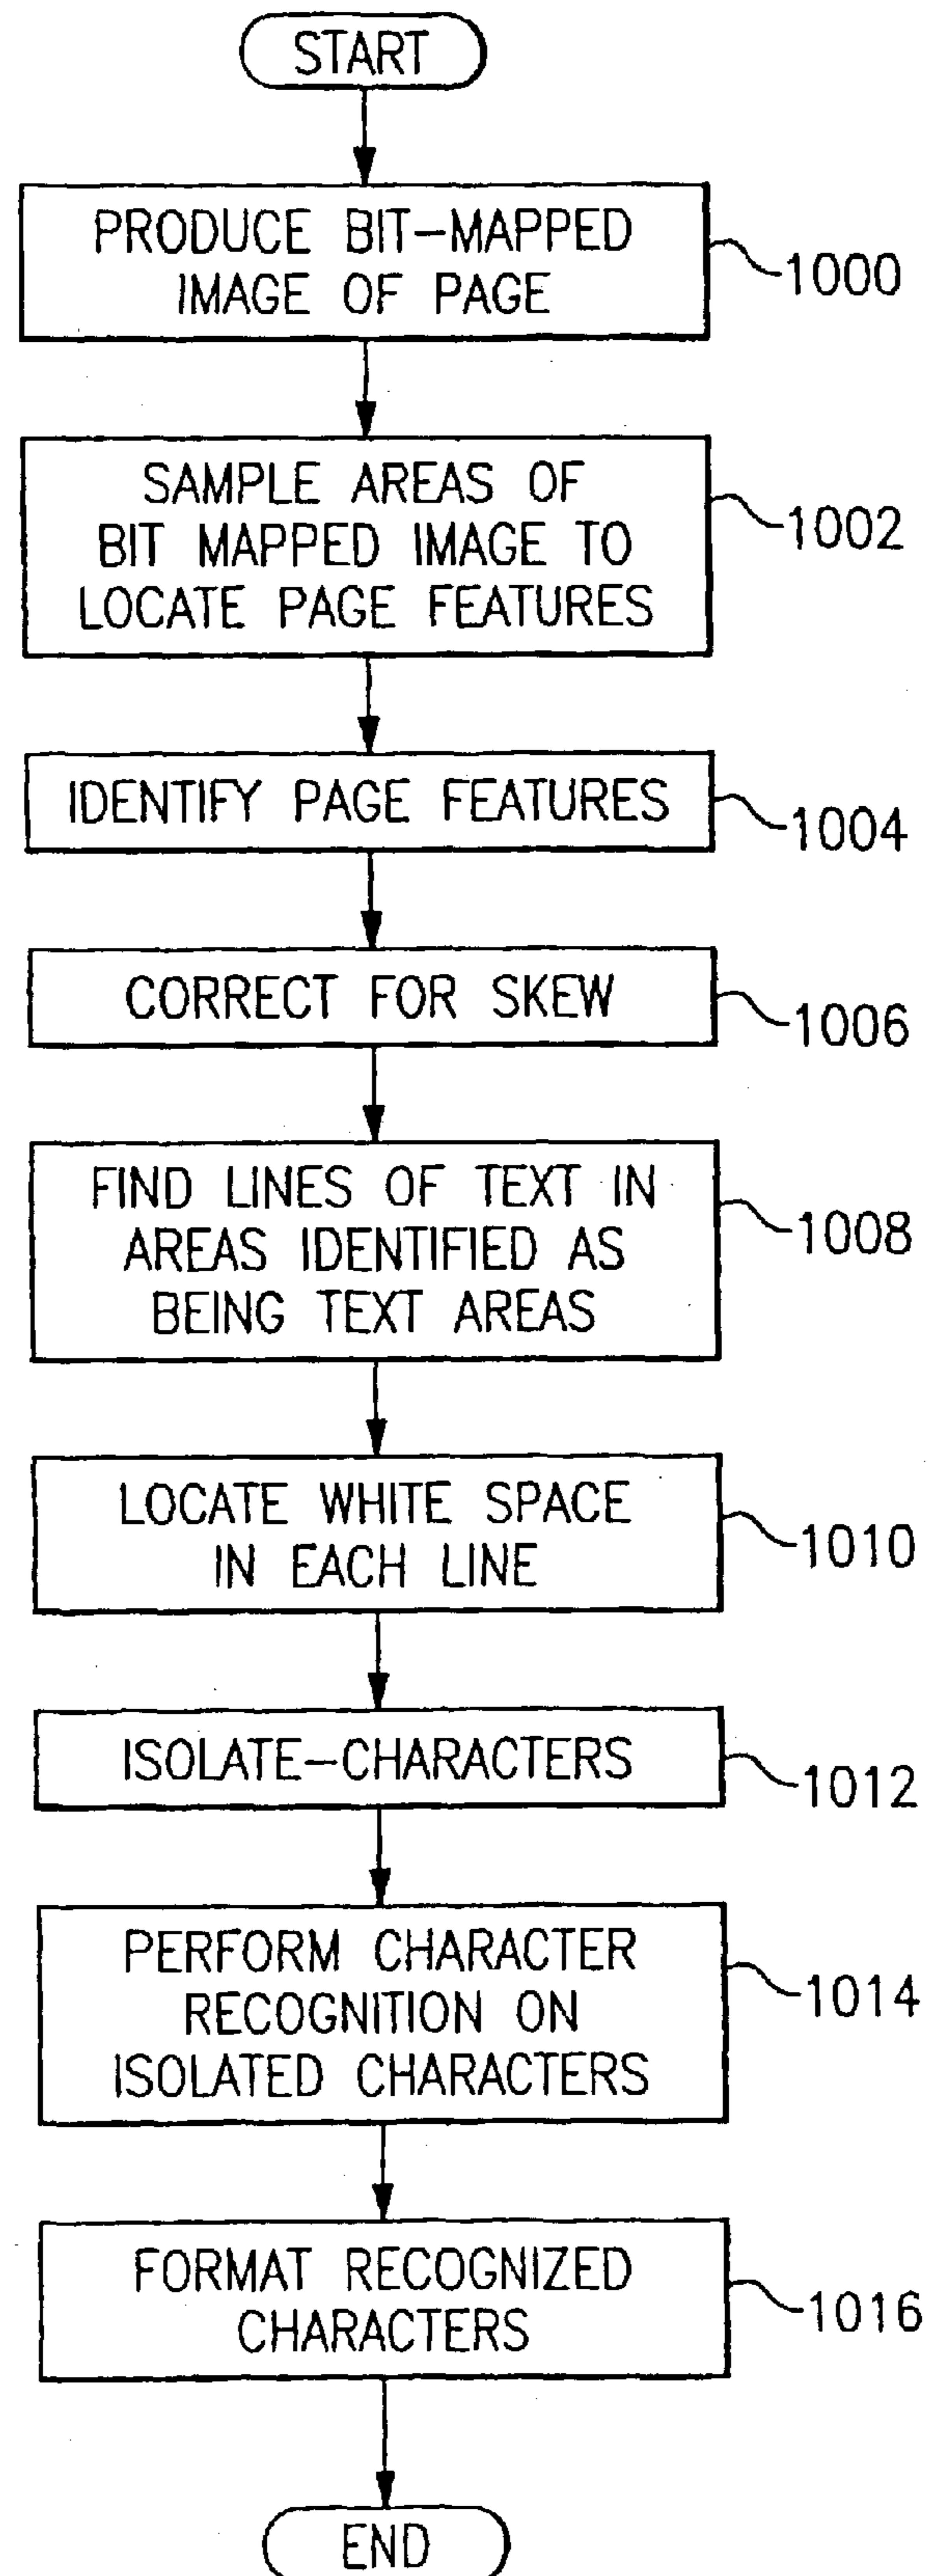 START
PRODUCE BIT-MAPPED
IMAGE OF PAGE
1000
SAMPLE AREAS OF
BIT MAPPED IMAGE TO
LOCATE PAGE FEATURES
1002
IDENTIFY PAGE FEATURES
1004
CORRECT FOR SKEW
1006
FIND LINES OF TEXT IN
AREAS IDENTIFIED AS
BEING TEXT AREAS
1008
LOCATE WHITE SPACE
IN EACH LINE
1010
ISOLATE-CHARACTERS
1012
PERFORM CHARACTER
RECOGNITION ON
ISOLATED CHARACTERS
1014
FORMAT RECOGNIZED
CHARACTERS
1016
END